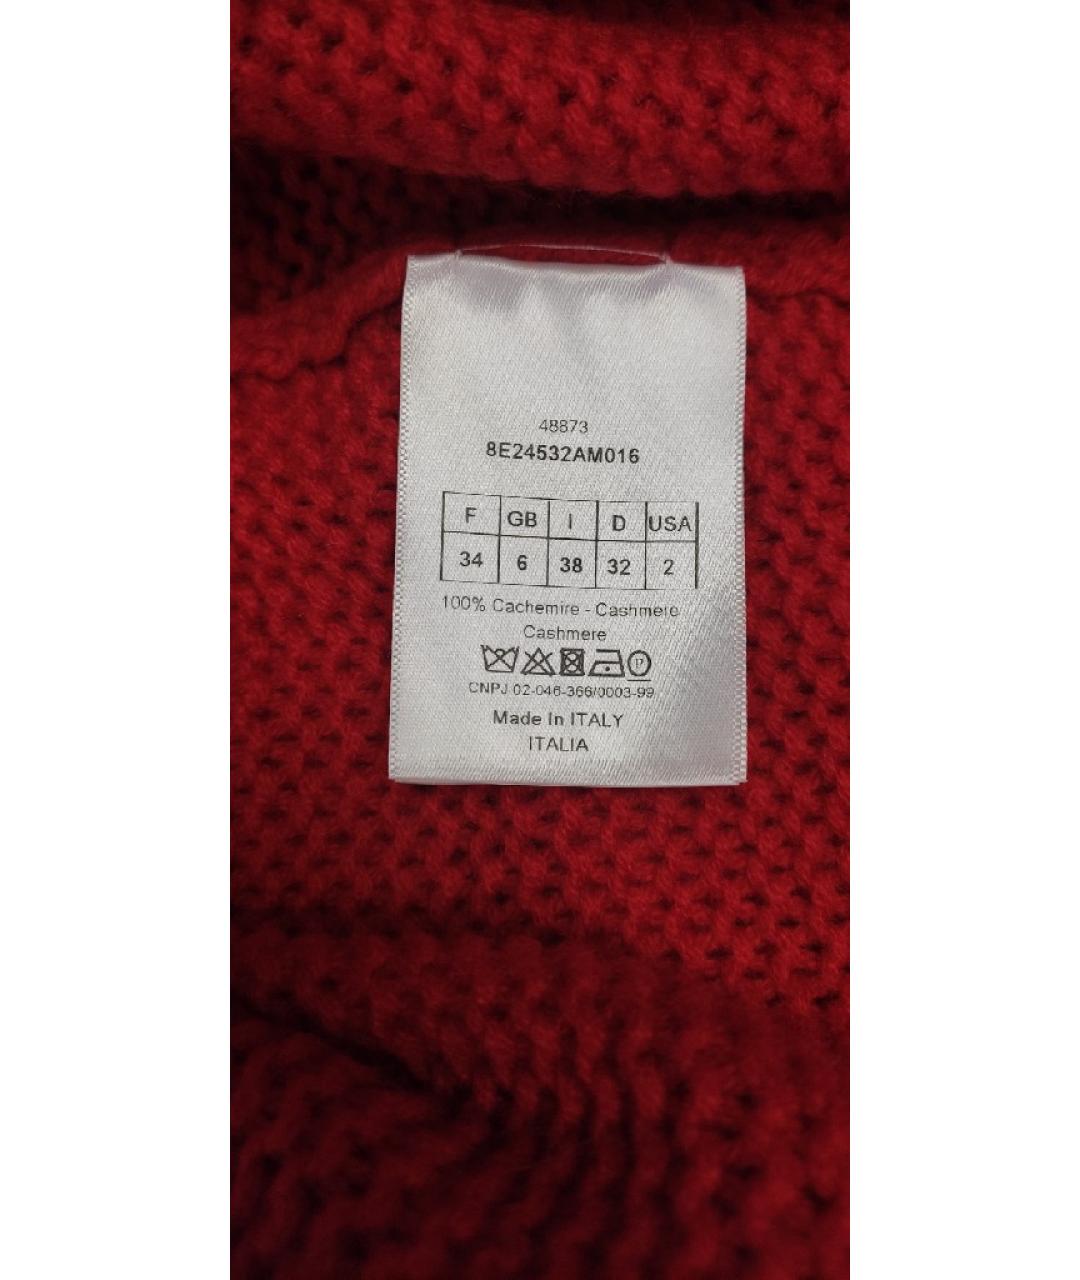 48873
8E24532AM016
F GB I D USA
34 6 38 32 2
100% Cachemire - Cashmere
Cashmere
P
CNPJ 02-046-366/0003-99
Made In ITALY
ITALIA